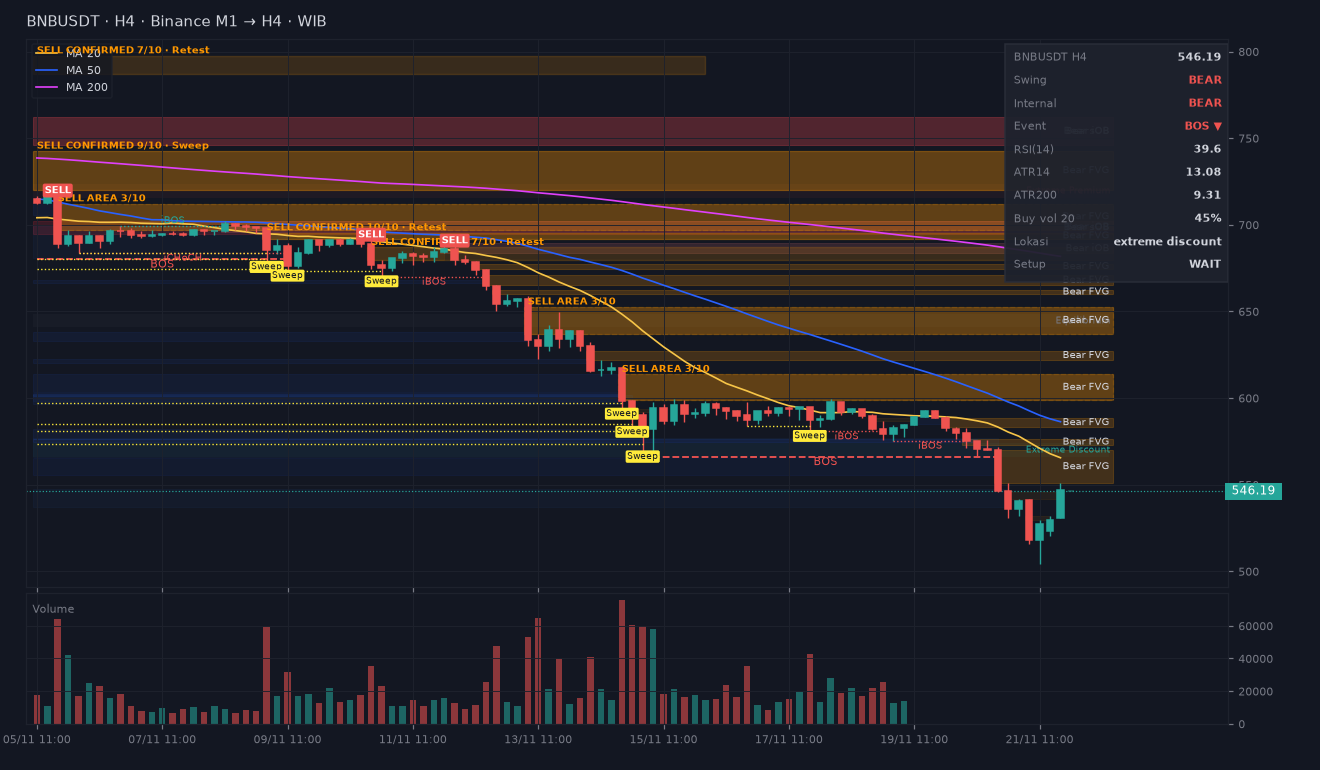 BNBUSDT · H4 · Binance M1 → H4 · WIB
SELL CONFIRMED 7/10 · Retest
MA 20
MA 50
MA 200
BNBUSDT H4 546.19
Swing BEAR
Internal BEAR
Event BOS ▼
RSI(14) 39.6
ATR14 13.08
ATR200 9.31
Buy vol 20 45%
Lokasi extreme discount
Setup WAIT
800
750
700
650
600
550
500
SELL CONFIRMED 9/10 · Sweep
SELL
SELL AREA 3/10
iBOS
SELL CONFIRMED 10/10 · Retest
SELL
SELL
7/10 · Retest
BOS
Sweep
Sweep
Sweep
iBOS
Bear FVG
SELL AREA 3/10
Bear FVG
Bear FVG
SELL AREA 3/10
Bear FVG
Sweep
Bear FVG
Sweep
Sweep
iBOS
Bear FVG
iBOS
Extreme Discount
Sweep
BOS
Bear FVG
546.19
Volume
60000
40000
20000
0
05/11 11:00
07/11 11:00
09/11 11:00
11/11 11:00
13/11 11:00
15/11 11:00
17/11 11:00
19/11 11:00
21/11 11:00